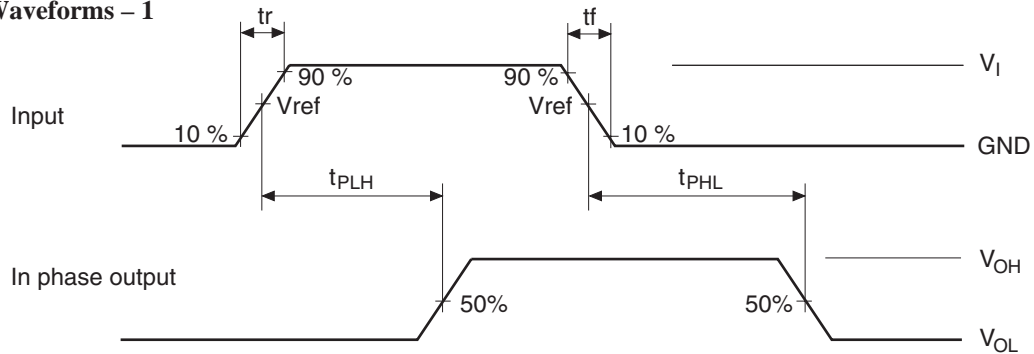 Waveforms – 1
tr
tf
90 %
90 %
V_I
Input
Vref
Vref
10 %
10 %
GND
t_PLH
t_PHL
In phase output
V_OH
50%
50%
V_OL